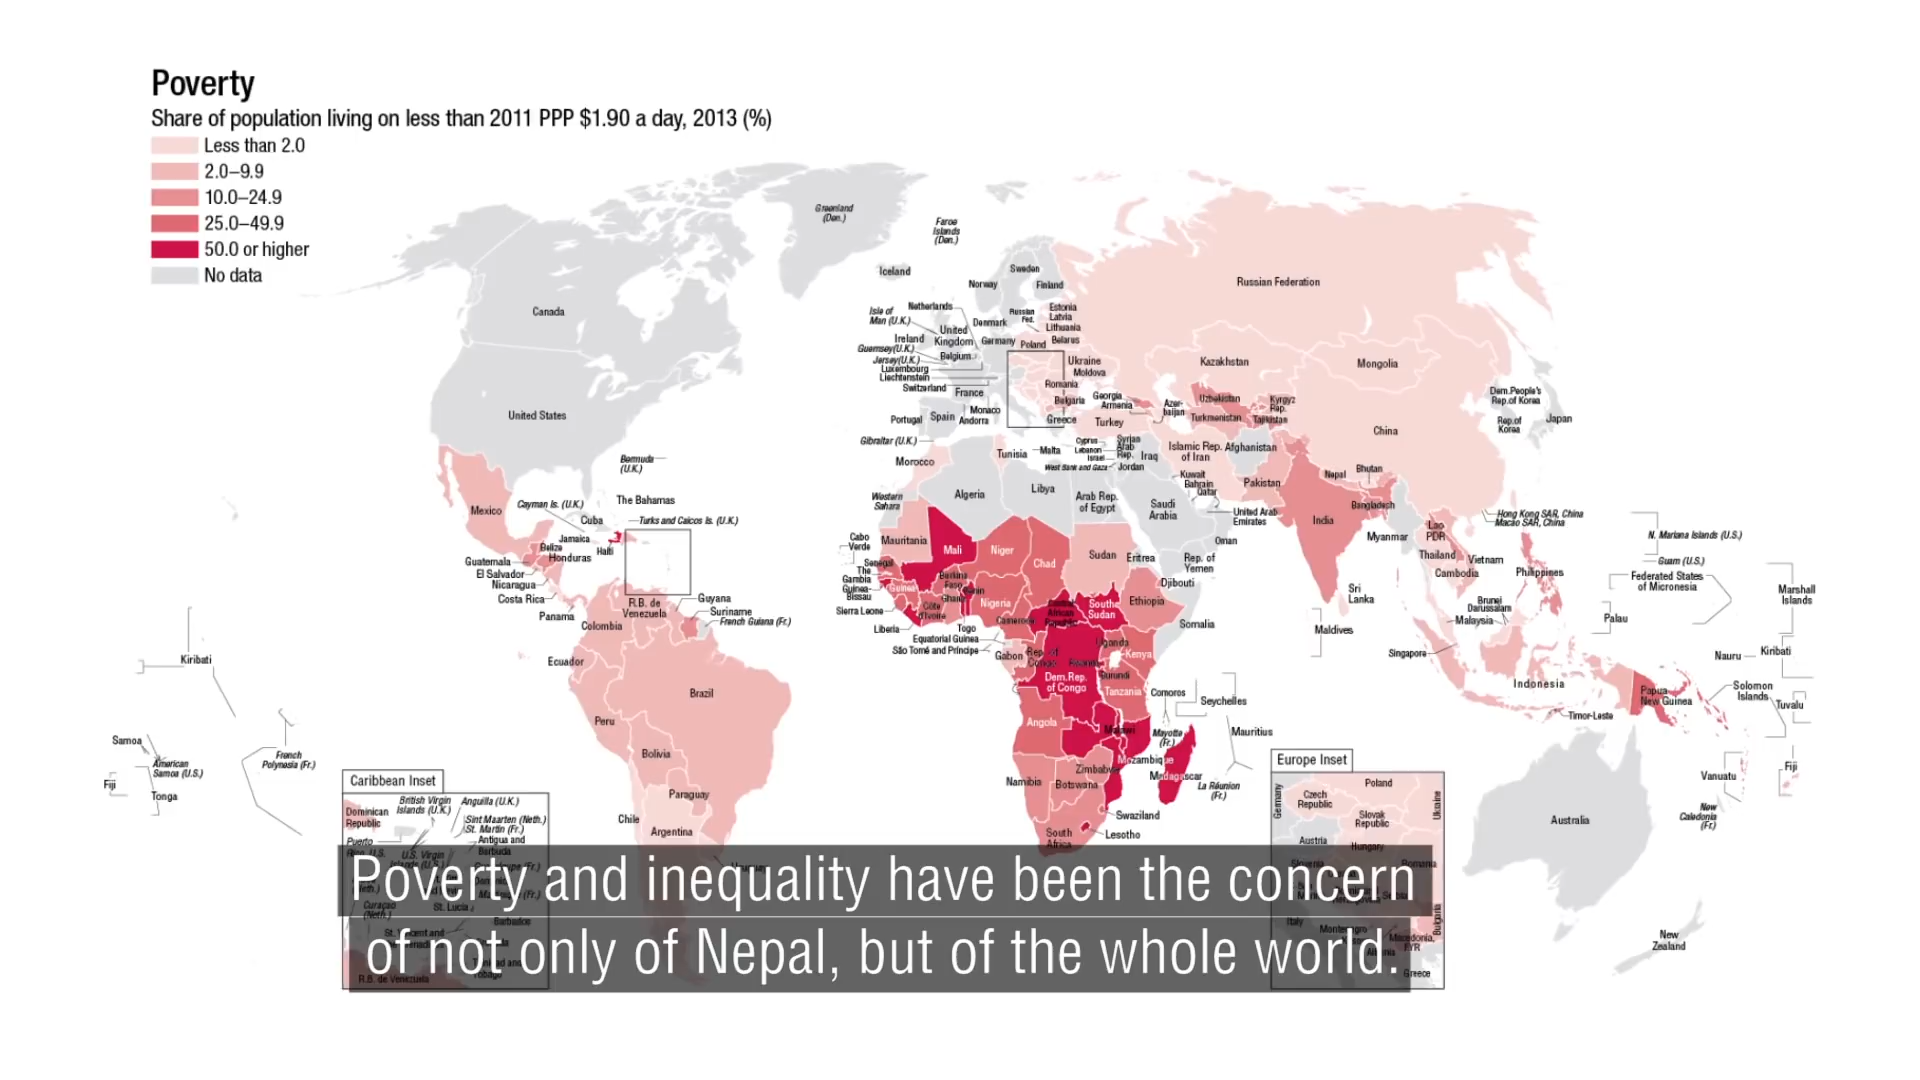 Poverty
Share of population living on less than 2011 PPP $1.90 a day, 2013 (%)
Less than 2.0
2.0–9.9
10.0–24.9
25.0–49.9
50.0 or higher
No data
Greenland
(Den.)
Faroe
Islands
(Den.)
Iceland
Norway
Sweden
Finland
Russian Federation
Canada
United States
Isle of
Man (U.K.)
Netherlands
Denmark
Russian
Fed.
Estonia
Latvia
Lithuania
Ireland
United
Kingdom
Germany
Poland
Belarus
Guernsey(U.K.)
Jersey(U.K.)
Belgium
Luxembourg
Liechtenstein
Switzerland
France
Ukraine
Moldova
Romania
Bulgaria
Greece
Portugal
Spain
Monaco
Andorra
Gibraltar (U.K.)
Georgia
Armenia
Azer-
baijan
Turkey
Kazakhstan
Mongolia
Uzbekistan
Kyrgyz
Rep.
Turkmenistan
Tajikistan
China
Dem.People's
Rep.of Korea
Rep.of
Korea
Japan
Morocco
Tunisia
Malta
Cyprus
Lebanon
Israel
West Bank and Gaza
Syrian
Arab
Rep.
Jordan
Iraq
Islamic Rep.
of Iran
Afghanistan
Kuwait
Bahrain
Qatar
Pakistan
Nepal
Bhutan
Bangladesh
India
Western
Sahara
Algeria
Libya
Arab Rep.
of Egypt
Saudi
Arabia
United Arab
Emirates
Oman
Rep. of
Yemen
Myanmar
Lao
PDR
Thailand
Vietnam
Cambodia
Hong Kong SAR, China
Macao SAR, China
Philippines
Bermuda
(U.K.)
Mexico
Cayman Is. (U.K.)
The Bahamas
Cuba
Turks and Caicos Is. (U.K.)
Jamaica
Haiti
Belize
Honduras
Guatemala
El Salvador
Nicaragua
Costa Rica
Panama
R.B. de
Venezuela
Guyana
Suriname
French Guiana (Fr.)
Colombia
Ecuador
Peru
Brazil
Bolivia
Paraguay
Chile
Argentina
Uruguay
Cabo
Verde
Mauritania
Mali
Niger
Chad
Sudan
Eritrea
Djibouti
Senegal
The
Gambia
Guinea-
Bissau
Guinea
Sierra Leone
Liberia
Burkina
Faso
Côte
d'Ivoire
Ghana
Benin
Togo
Nigeria
Cameroon
Central
African
Republic
South
Sudan
Ethiopia
Somalia
Equatorial Guinea
São Tomé and Príncipe
Gabon
Rep. of
Congo
Dem.Rep.
of Congo
Uganda
Kenya
Rwanda
Burundi
Tanzania
Angola
Malawi
Mozambique
Zimbabwe
Namibia
Botswana
South
Africa
Swaziland
Lesotho
Comoros
Mayotte
(Fr.)
Madagascar
Seychelles
Mauritius
La Réunion
(Fr.)
Sri
Lanka
Maldives
Brunei
Darussalam
Malaysia
Singapore
Indonesia
Timor-Leste
Papua
New Guinea
N. Mariana Islands (U.S.)
Guam (U.S.)
Federated States
of Micronesia
Marshall
Islands
Palau
Nauru
Kiribati
Solomon
Islands
Tuvalu
Vanuatu
Fiji
New
Caledonia
(Fr.)
Australia
New
Zealand
Kiribati
Samoa
American
Samoa (U.S.)
Fiji
Tonga
French
Polynesia (Fr.)
Caribbean Inset
British Virgin
Islands (U.K.)
Anguilla (U.K.)
Dominican
Republic
Sint Maarten (Neth.)
St. Martin (Fr.)
Antigua and
Barbuda
Puerto
Rico, U.S.
U.S. Virgin
Islands (U.S.)
Curaçao
(Neth.)
St. Lucia
Barbados
R.B. de Venezuela
Europe Inset
Germany
Poland
Czech
Republic
Slovak
Republic
Ukraine
Austria
Hungary
Slovenia
Romania
Italy
Montenegro
Bulgaria
Macedonia,
FYR
Albania
Greece
Poverty and inequality have been the concern
of not only of Nepal, but of the whole world.